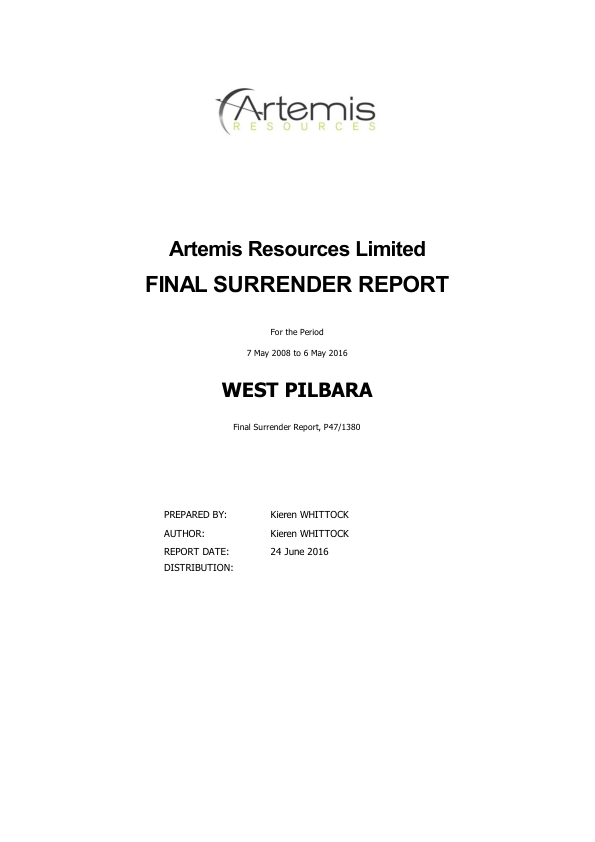 Artemis
RESOURCES
Artemis Resources Limited
FINAL SURRENDER REPORT
For the Period
7 May 2008 to 6 May 2016
WEST PILBARA
Final Surrender Report, P47/1380
PREPARED BY: Kieren WHITTOCK
AUTHOR: Kieren WHITTOCK
REPORT DATE: 24 June 2016
DISTRIBUTION: